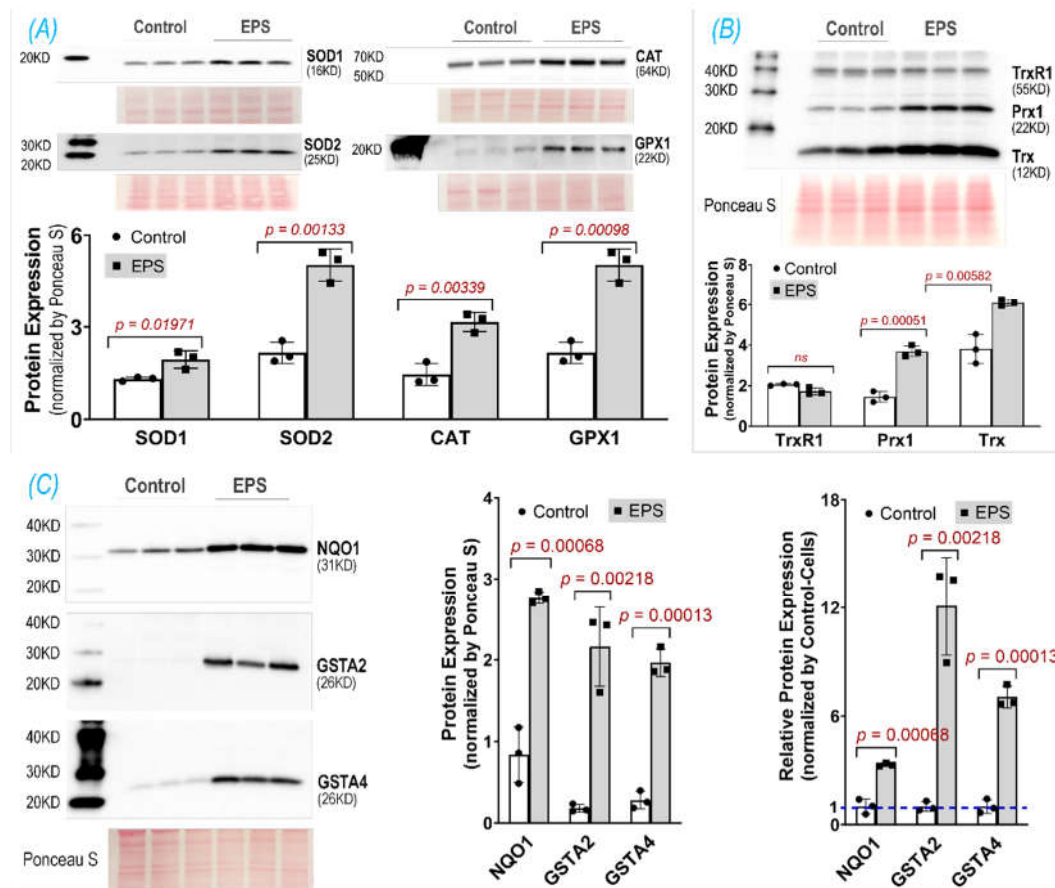 (A)
Control EPS
20KD
SOD1
(16KD)
30KD
20KD
SOD2
(25KD)
Control EPS
70KD
50KD
CAT
(64KD)
20KD
GPX1
(22KD)
Protein Expression
(normalized by Ponceau S)
6
3
0
Control
EPS
p = 0.01971
p = 0.00133
p = 0.00339
p = 0.00098
SOD1 SOD2 CAT GPX1
(B)
Control EPS
40KD
30KD
20KD
TrxR1
(55KD)
Prx1
(22KD)
Trx
(12KD)
Ponceau S
Protein Expression
(normalized by Ponceau S)
8
6
4
2
0
Control
EPS
ns
p = 0.00051
p = 0.00582
TrxR1 Prx1 Trx
(C)
Control EPS
40KD
30KD
20KD
NQO1
(31KD)
40KD
30KD
20KD
GSTA2
(26KD)
40KD
30KD
20KD
GSTA4
(26KD)
Ponceau S
Protein Expression
(normalized by Ponceau S)
4
3
2
1
0
Control
EPS
p = 0.00068
p = 0.00218
p = 0.00013
NQO1 GSTA2 GSTA4
Relative Protein Expression
(normalized by Control-Cells)
18
15
12
9
6
3
1
0
Control
EPS
p = 0.00218
p = 0.00013
p = 0.00068
NQO1 GSTA2 GSTA4